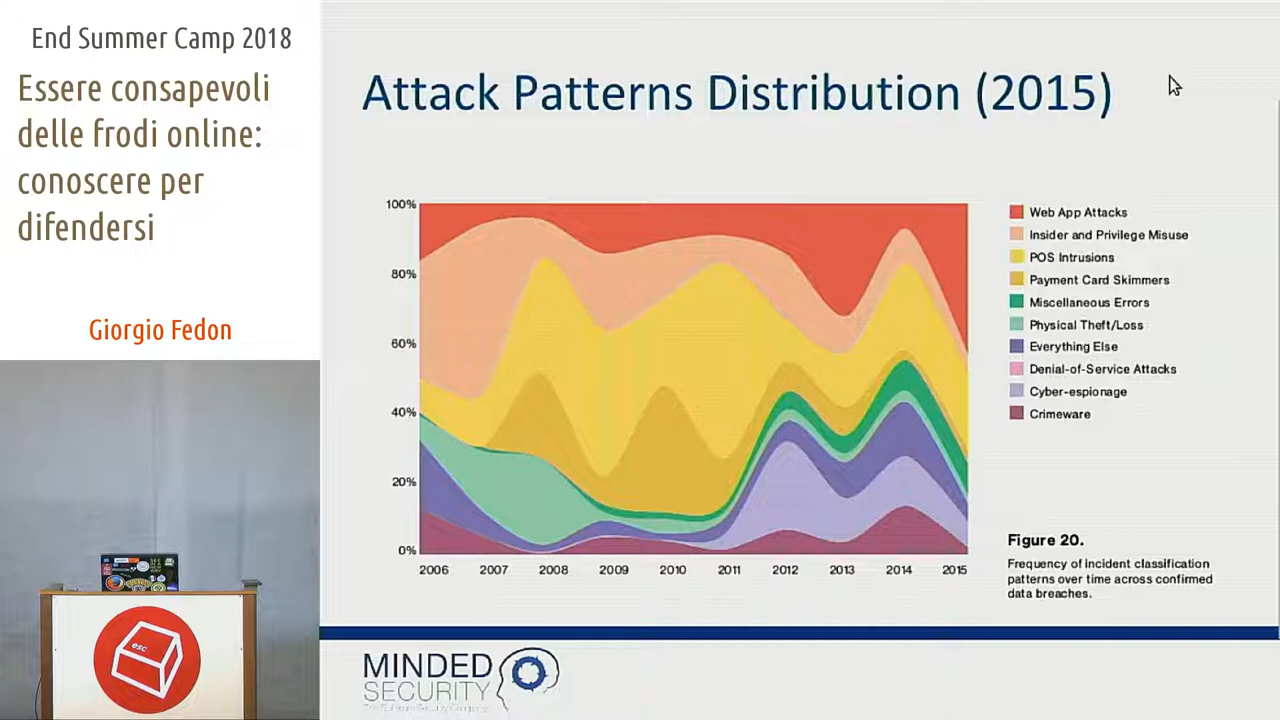 End Summer Camp 2018
Essere consapevoli
delle frodi online:
conoscere per
difendersi
Giorgio Fedon
esc
Attack Patterns Distribution (2015)
100%
80%
60%
40%
20%
0%
2006 2007 2008 2009 2010 2011 2012 2013 2014 2015
Web App Attacks
Insider and Privilege Misuse
POS Intrusions
Payment Card Skimmers
Miscellaneous Errors
Physical Theft/Loss
Everything Else
Denial-of-Service Attacks
Cyber-espionage
Crimeware
Figure 20.
Frequency of incident classification
patterns over time across confirmed
data breaches.
MINDED
SECURITY